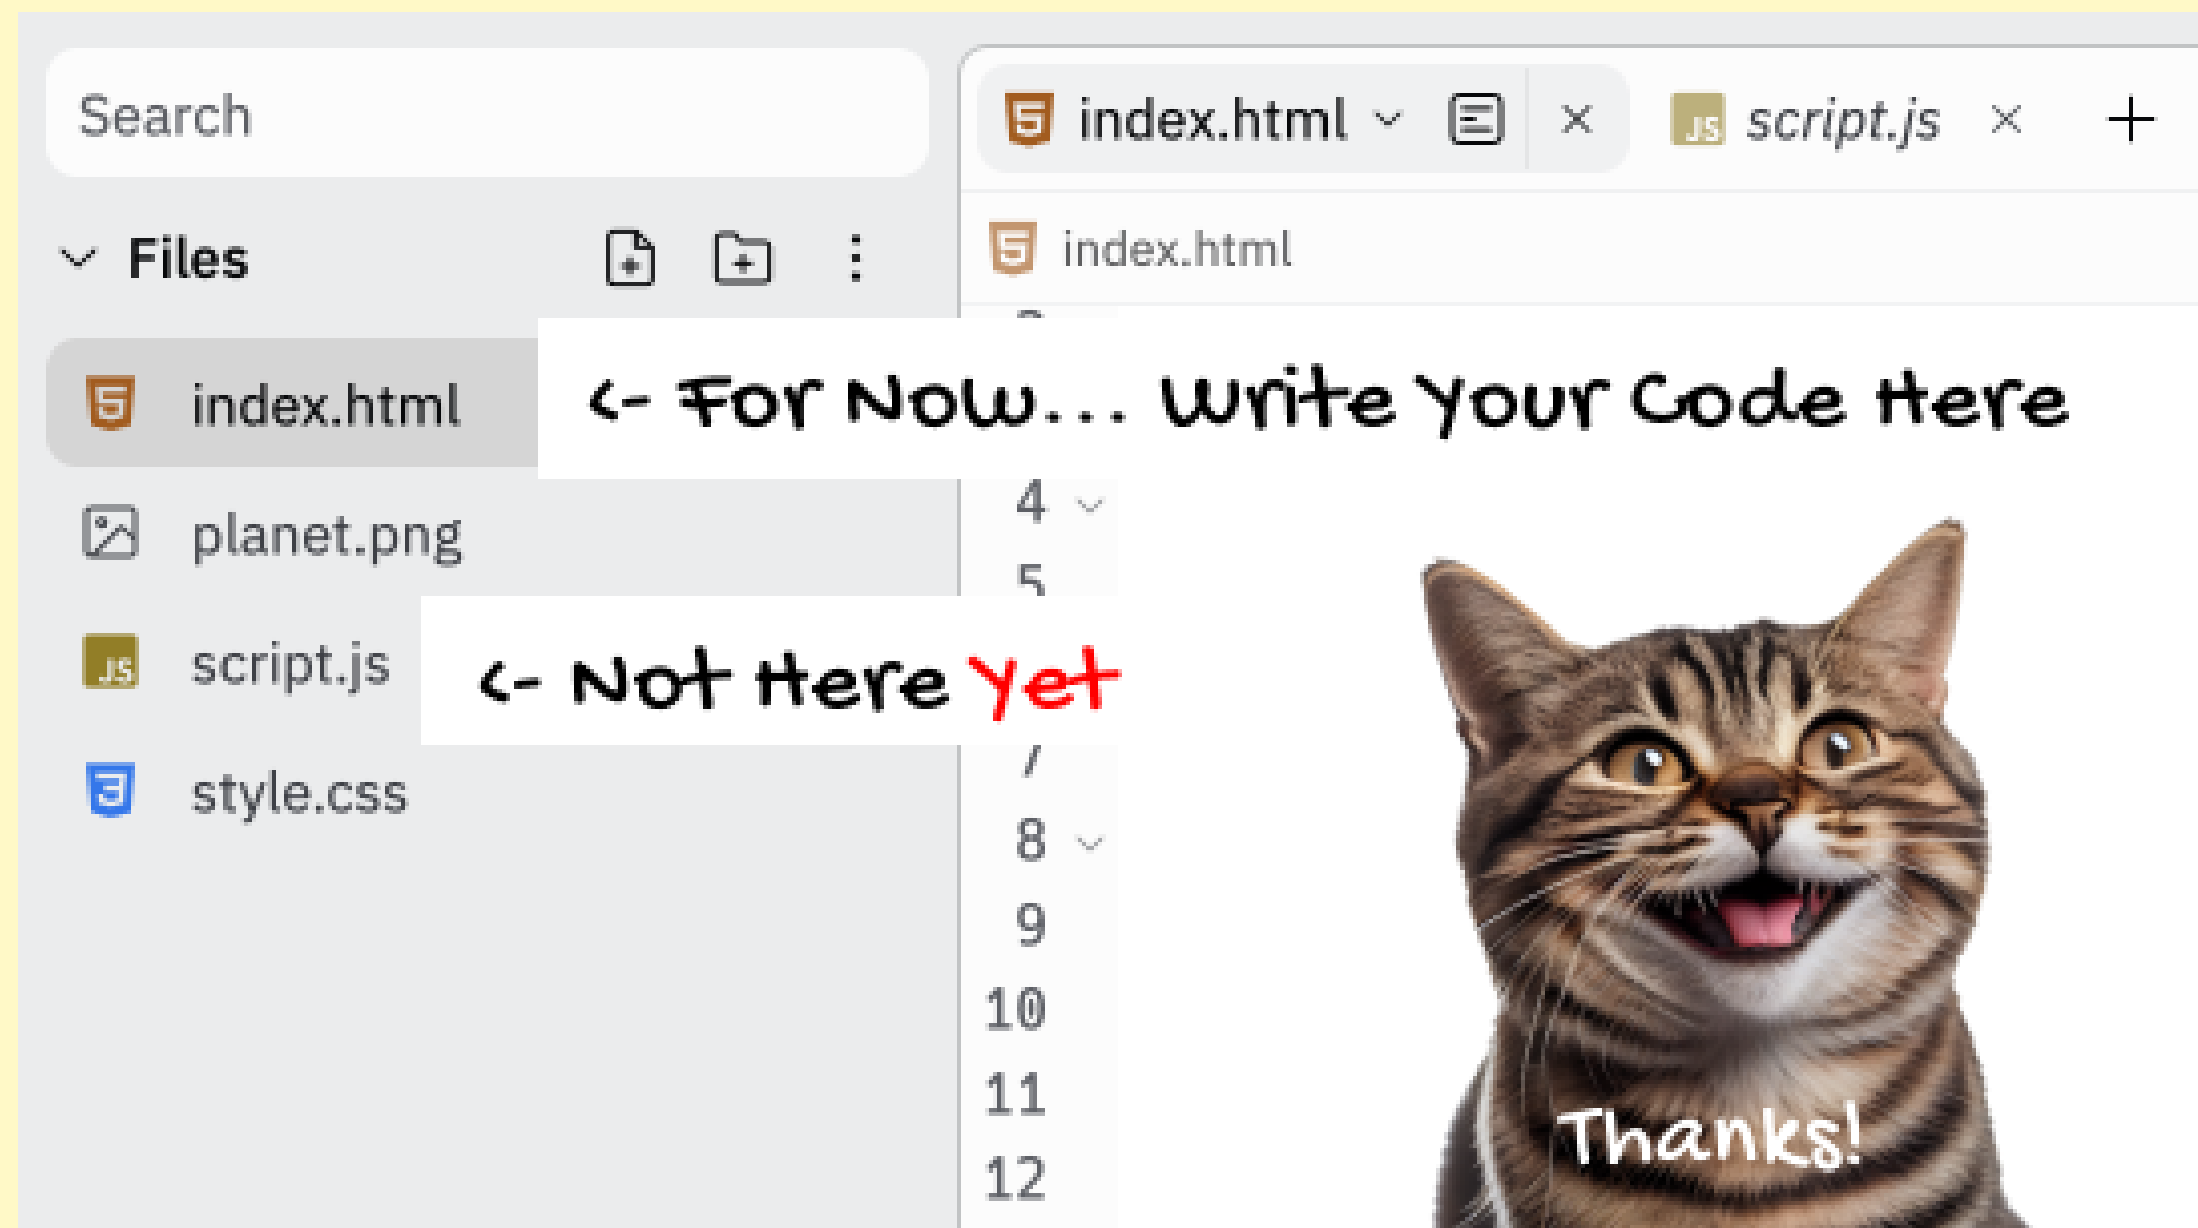 Search
index.html
script.js
Files
index.html
index.html
<- For Now... Write Your Code Here
4
planet.png
5
script.js
<- Not Here Yet
7
style.css
8
9
10
11
Thanks!
12